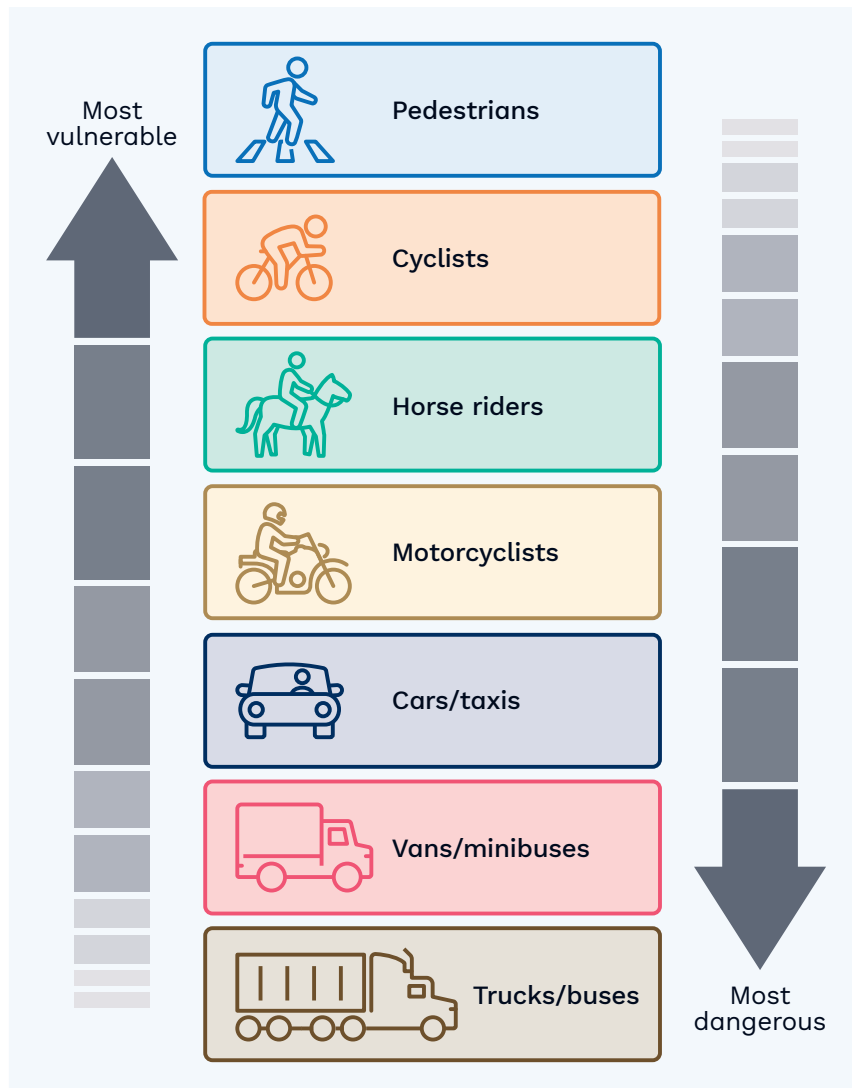 Most
vulnerable
Pedestrians
Cyclists
Horse riders
Motorcyclists
Cars/taxis
Vans/minibuses
Trucks/buses
Most
dangerous